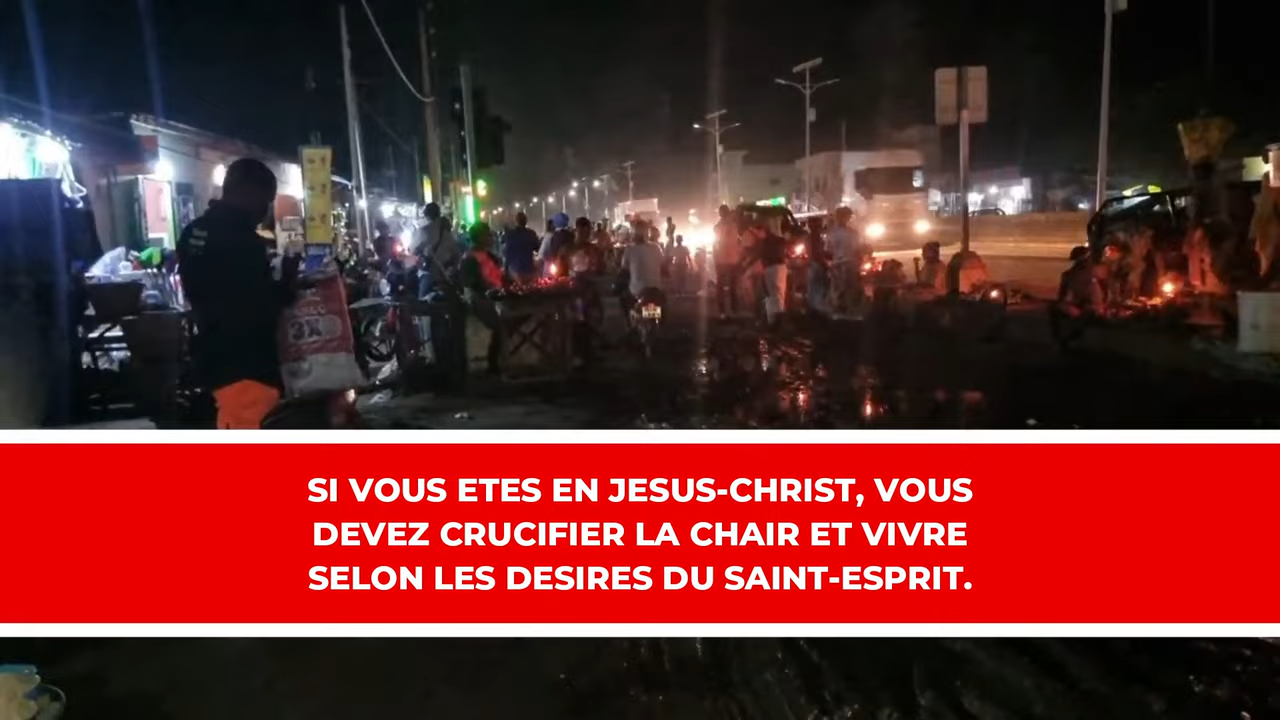 3X
SI VOUS ETES EN JESUS-CHRIST, VOUS
DEVEZ CRUCIFIER LA CHAIR ET VIVRE
SELON LES DESIRES DU SAINT-ESPRIT.